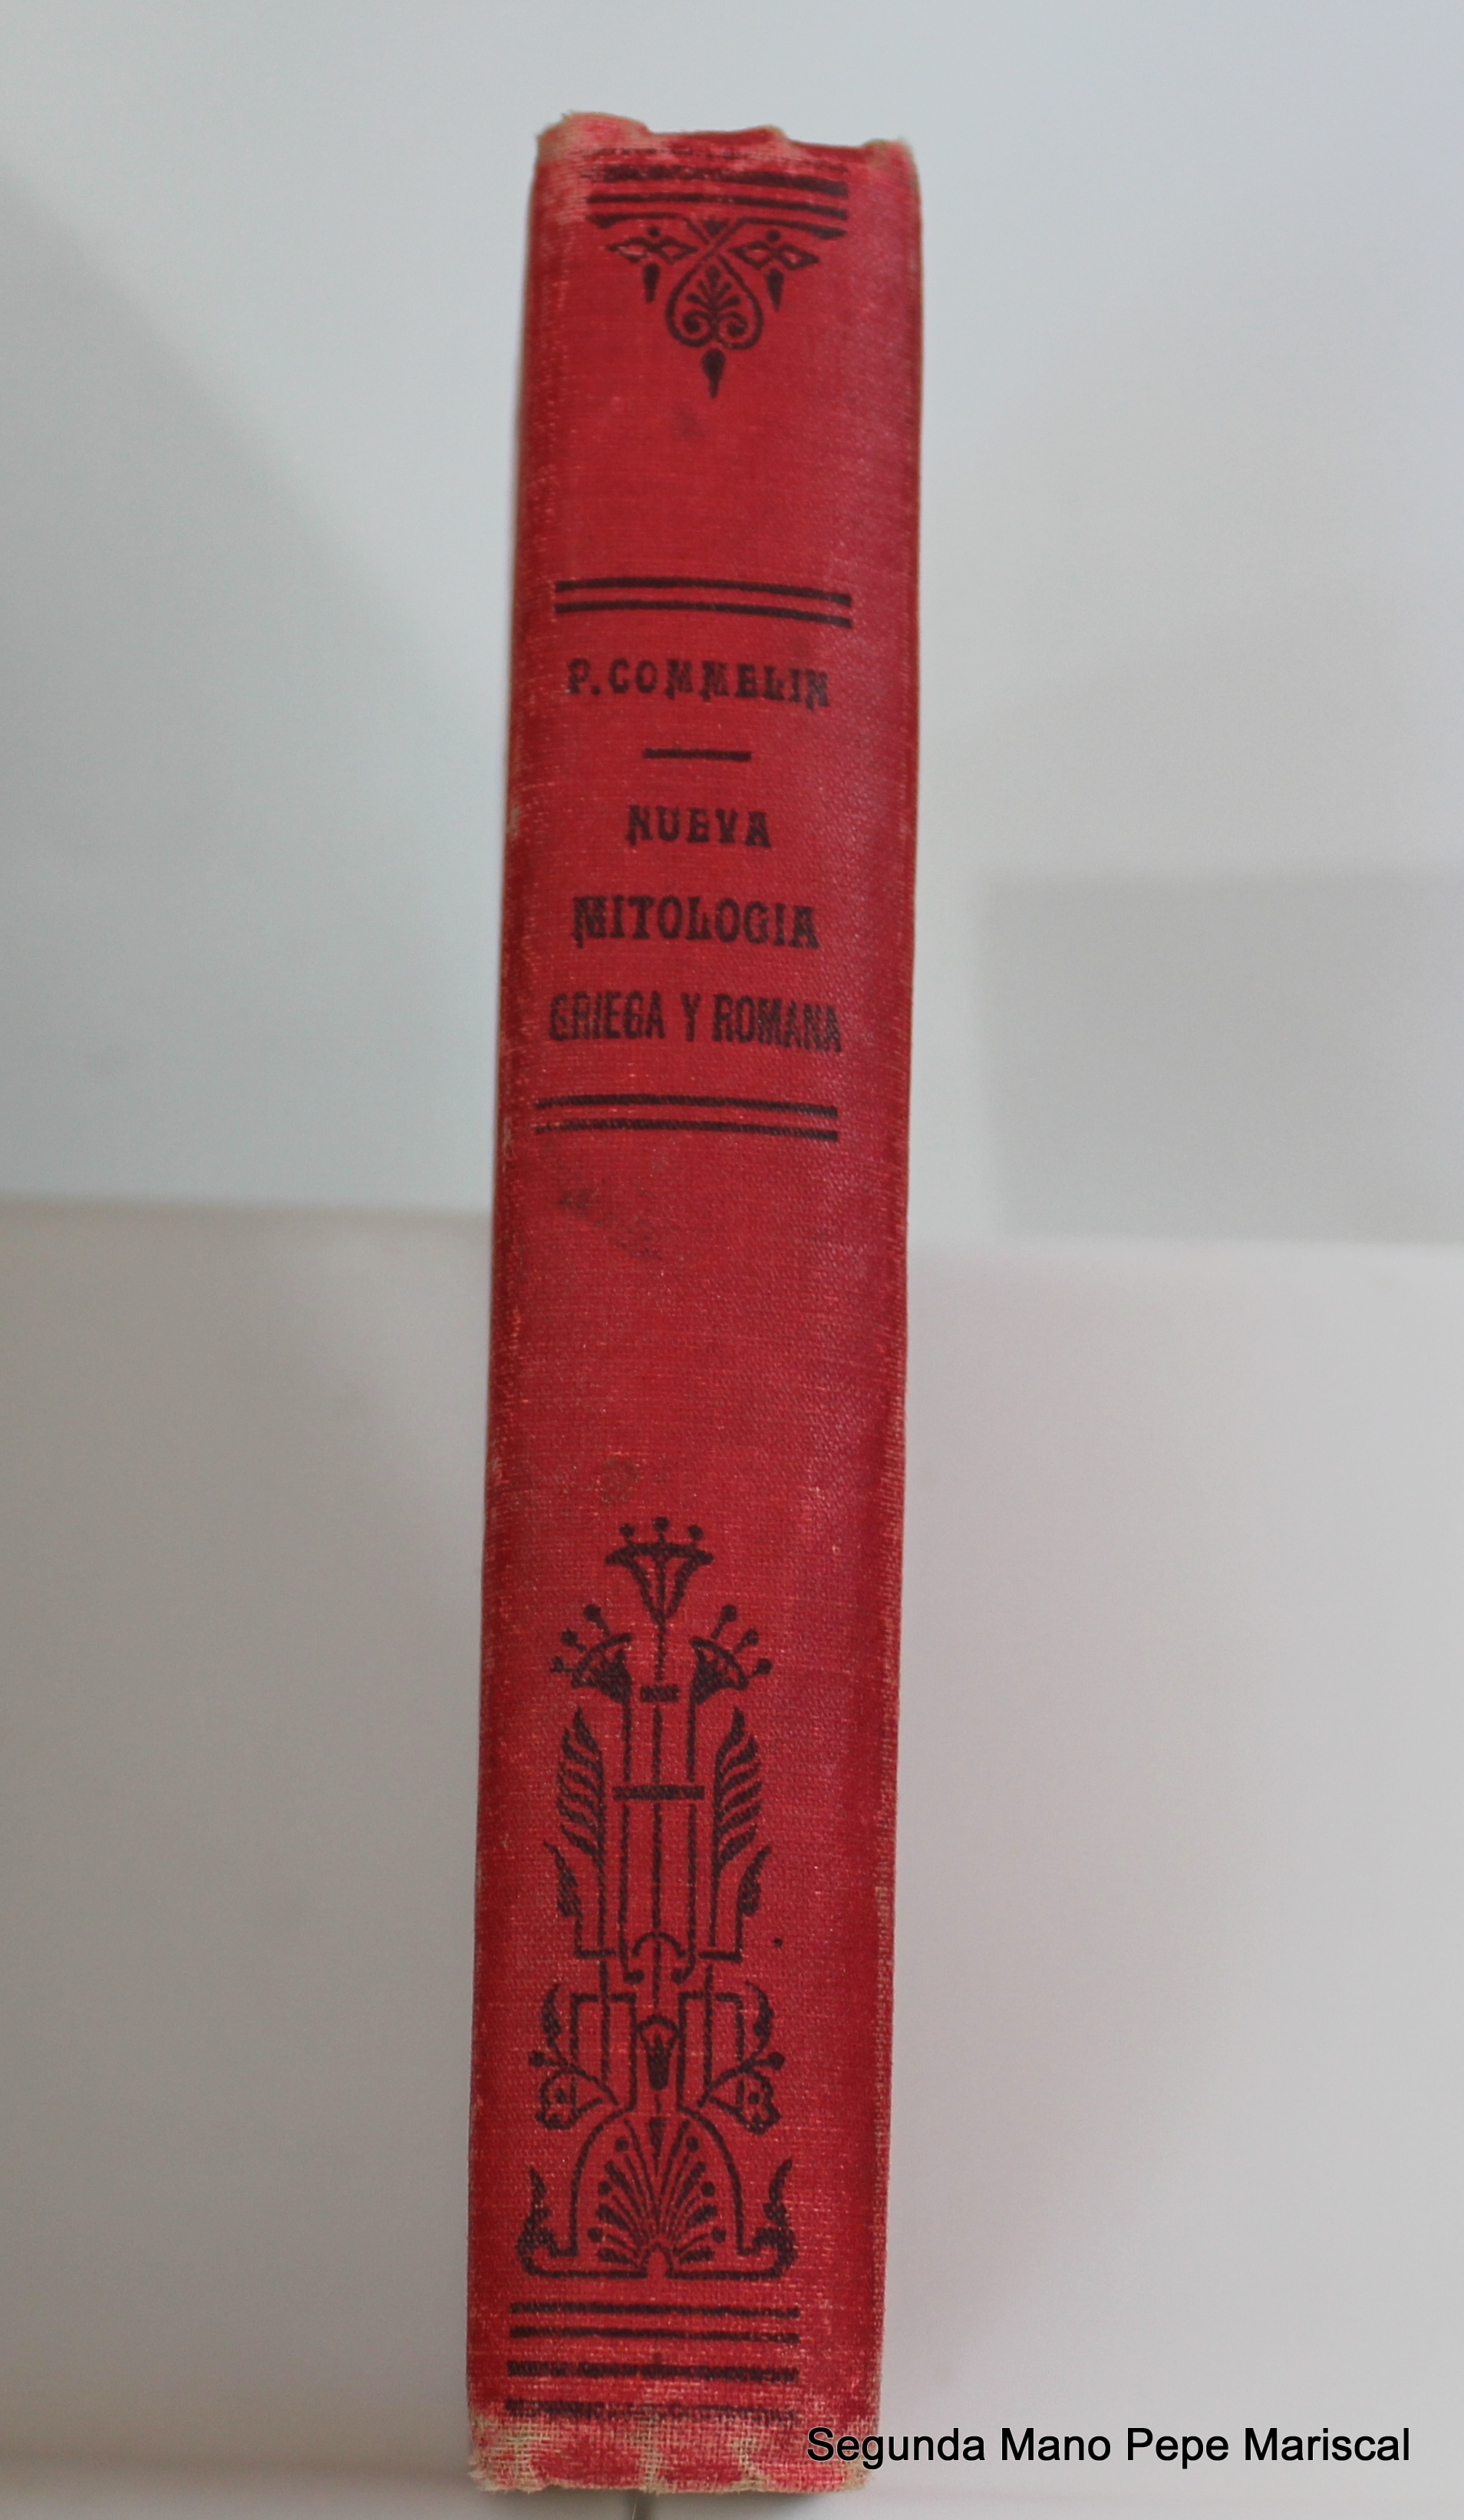 P. COMMELIN
NUEVA
MITOLOGIA
GRIEGA Y ROMANA
Segunda Mano Pepe Mariscal